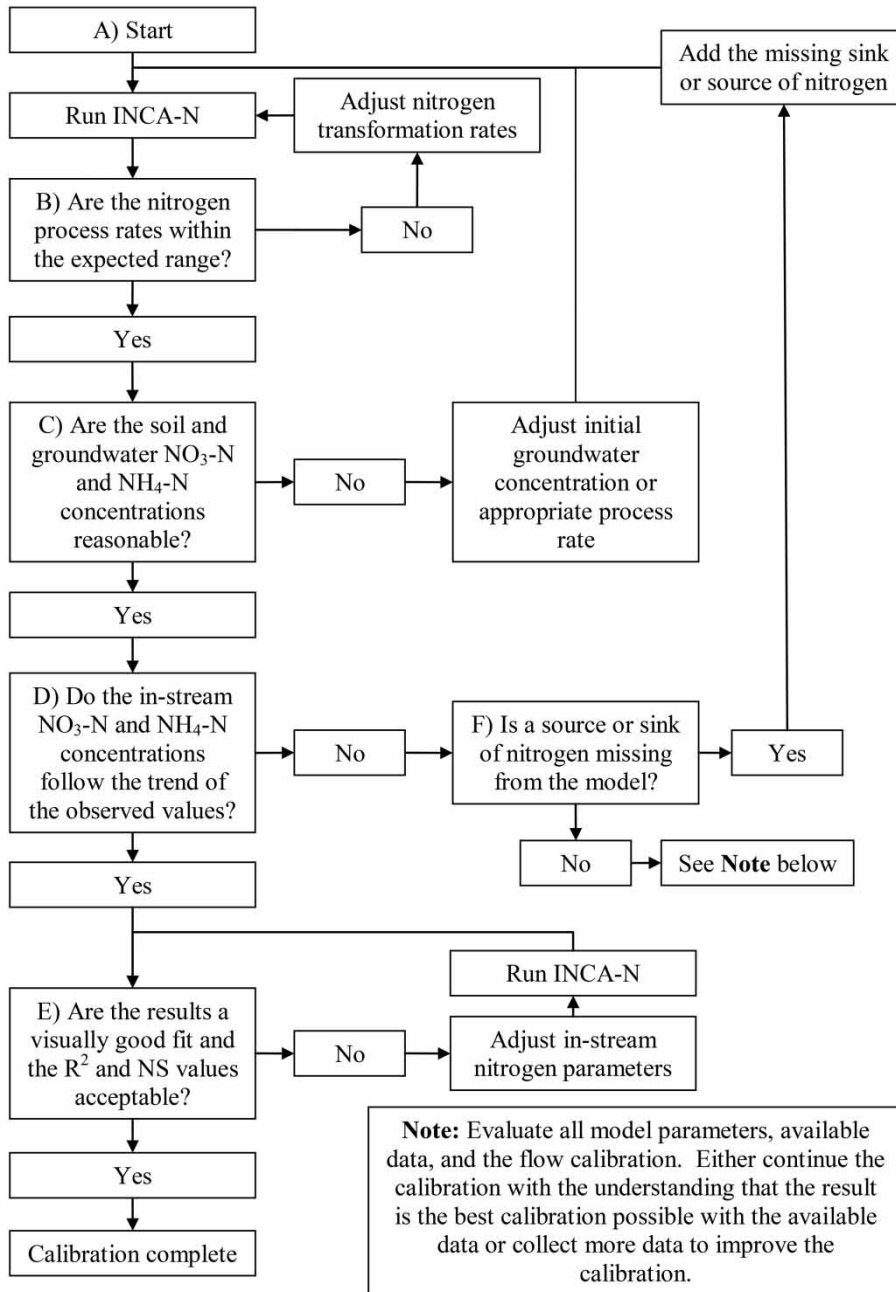 A) Start
Add the missing sink
or source of nitrogen
Run INCA-N
Adjust nitrogen
transformation rates
B) Are the nitrogen
process rates within
the expected range?
No
Yes
C) Are the soil and
groundwater NO₃-N
and NH₄-N
concentrations
reasonable?
No
Adjust initial
groundwater
concentration or
appropriate process
rate
Yes
D) Do the in-stream
NO₃-N and NH₄-N
concentrations
follow the trend of
the observed values?
No
F) Is a source or sink
of nitrogen missing
from the model?
Yes
No
See Note below
Yes
Run INCA-N
E) Are the results a
visually good fit and
the R² and NS values
acceptable?
No
Adjust in-stream
nitrogen parameters
Yes
Calibration complete
Note: Evaluate all model parameters, available
data, and the flow calibration. Either continue the
calibration with the understanding that the result
is the best calibration possible with the available
data or collect more data to improve the
calibration.